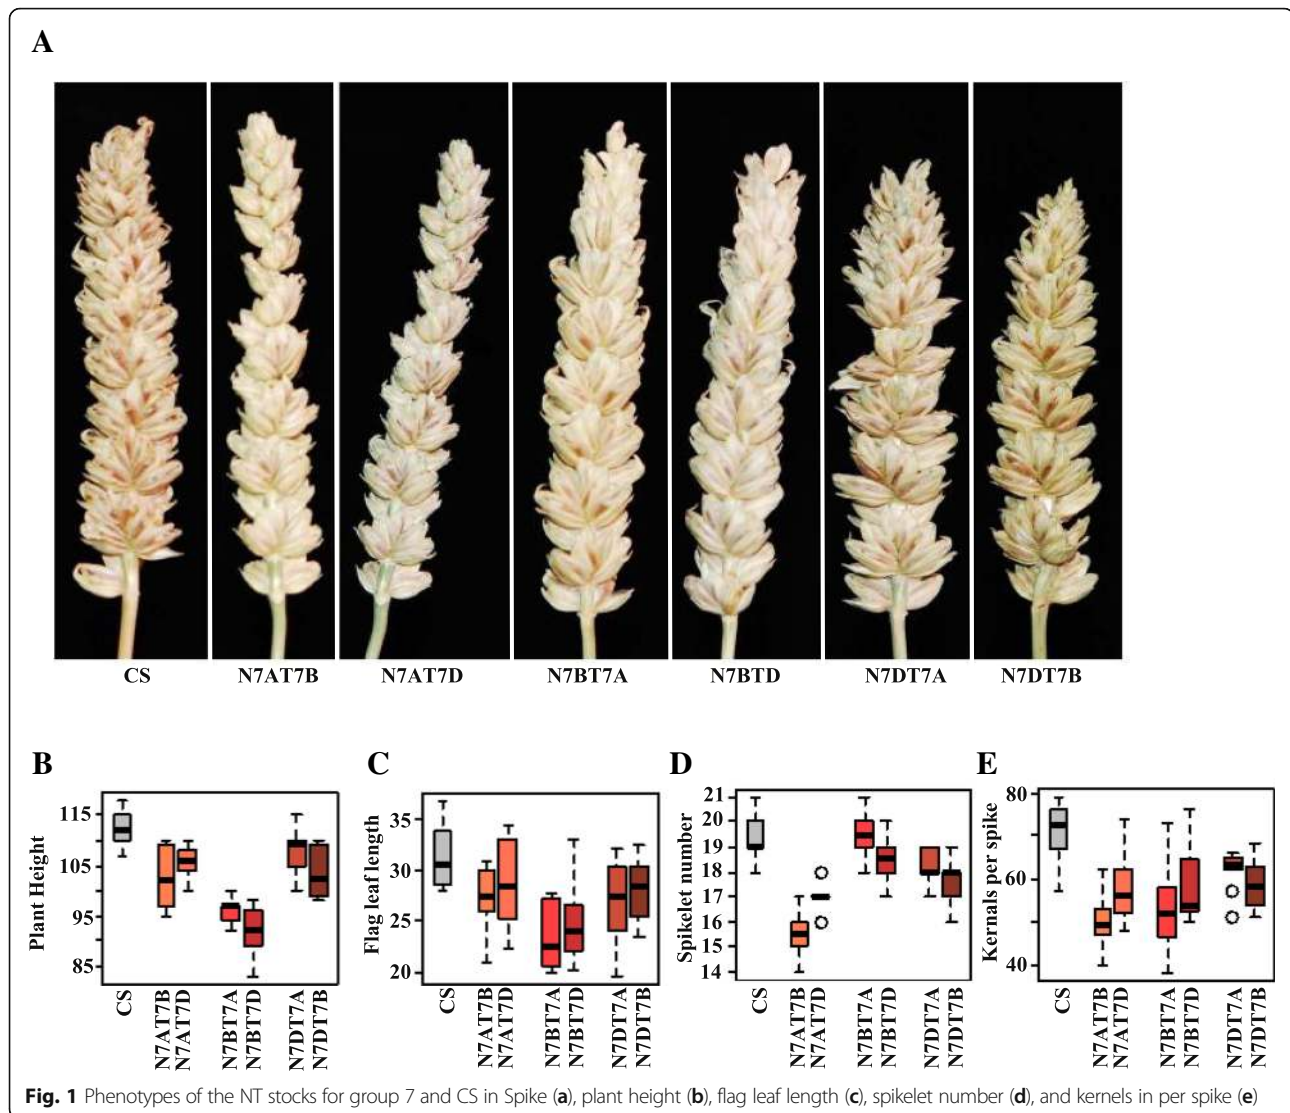 A
CS N7AT7B N7AT7D N7BT7A N7BTD N7DT7A N7DT7B
B
Plant Height
115
105
95
85
CS N7AT7B N7AT7D N7BT7A N7BT7D N7DT7A N7DT7B
C
Flag leaf length
35
30
25
20
CS N7AT7B N7AT7D N7BT7A N7BT7D N7DT7A N7DT7B
D
Spikelet number
21
20
19
18
17
16
15
14
CS N7AT7B N7AT7D N7BT7A N7BT7D N7DT7A N7DT7B
E
Kernals per spike
80
60
40
CS N7AT7B N7AT7D N7BT7A N7BT7D N7DT7A N7DT7B
Fig. 1 Phenotypes of the NT stocks for group 7 and CS in Spike (a), plant height (b), flag leaf length (c), spikelet number (d), and kernels in per spike (e)